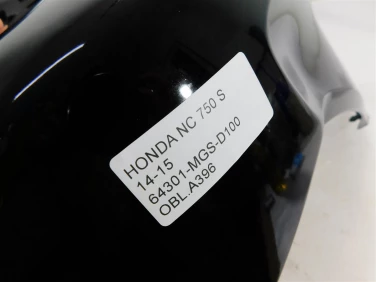 HONDA NC 750 S
14-15
64301-MGS-D100
OBL.A396